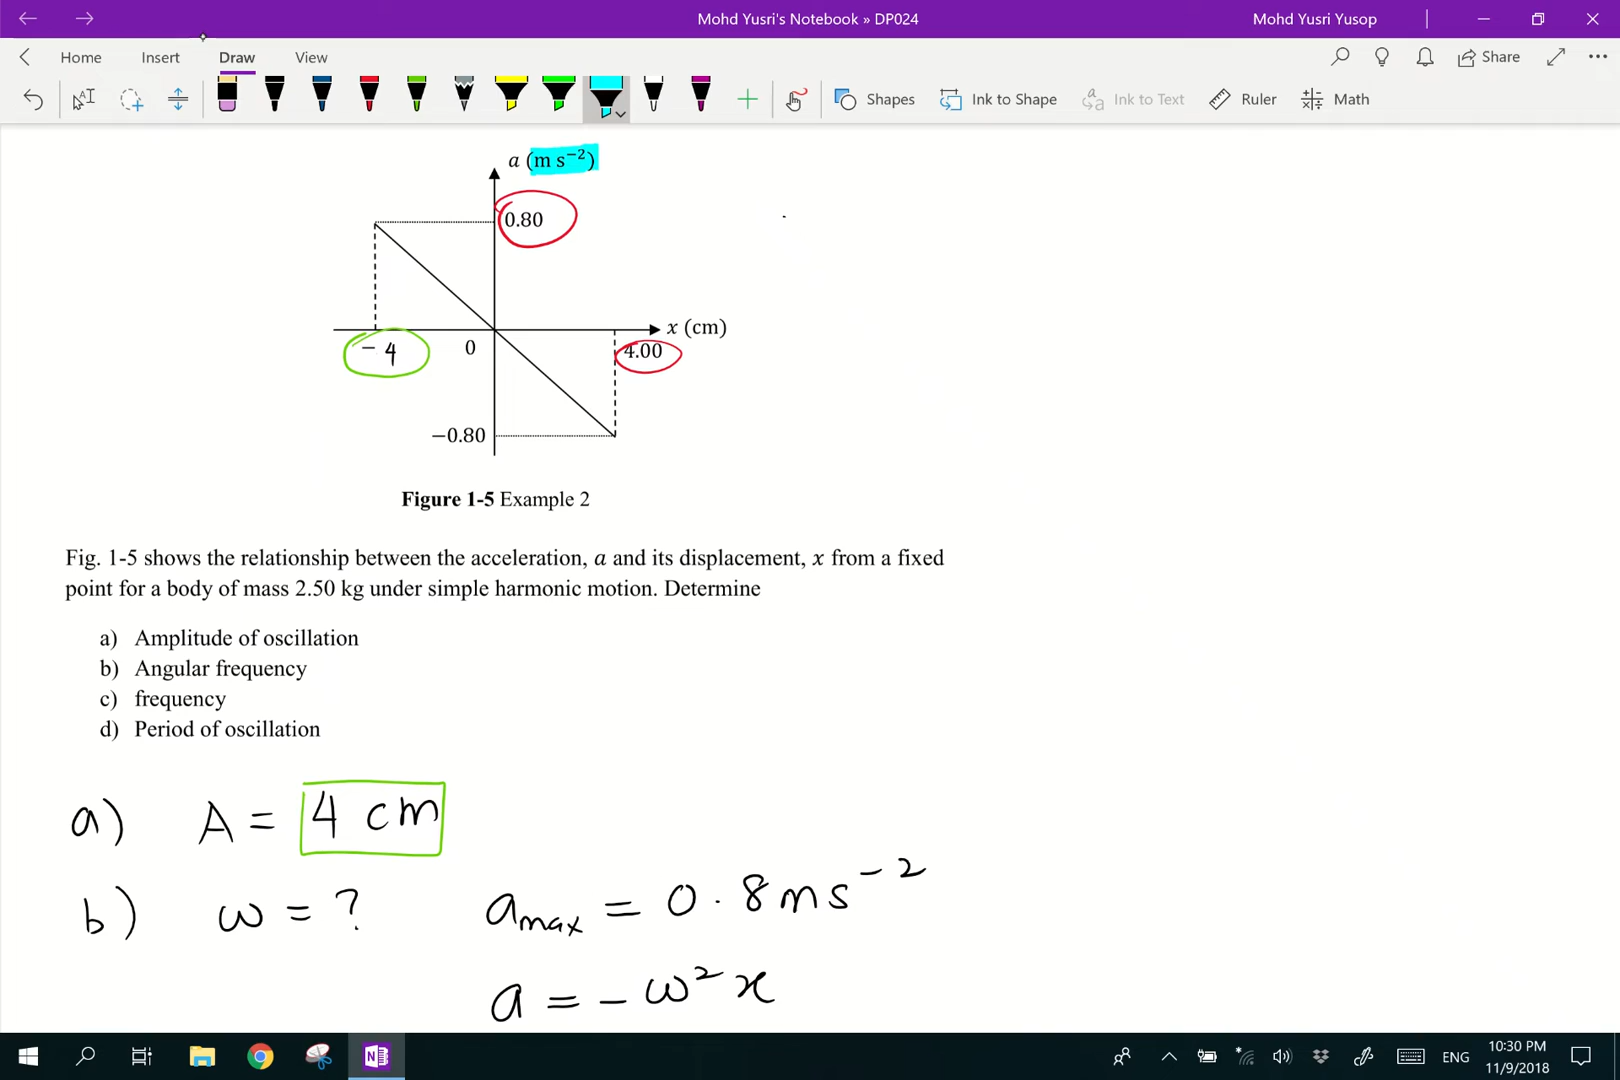 Mohd Yusri's Notebook » DP024
Mohd Yusri Yusop
Home Insert Draw View
Share
Shapes Ink to Shape Ink to Text Ruler Math
a (m s⁻²)
0.80
x (cm)
− 4
0
4.00
−0.80
Figure 1-5 Example 2
Fig. 1-5 shows the relationship between the acceleration, a and its displacement, x from a fixed
point for a body of mass 2.50 kg under simple harmonic motion. Determine
a) Amplitude of oscillation
b) Angular frequency
c) frequency
d) Period of oscillation
a) A = 4 cm
b) ω = ? a_max = 0.8 ms⁻²
a = − ω² x
ENG
10:30 PM
11/9/2018